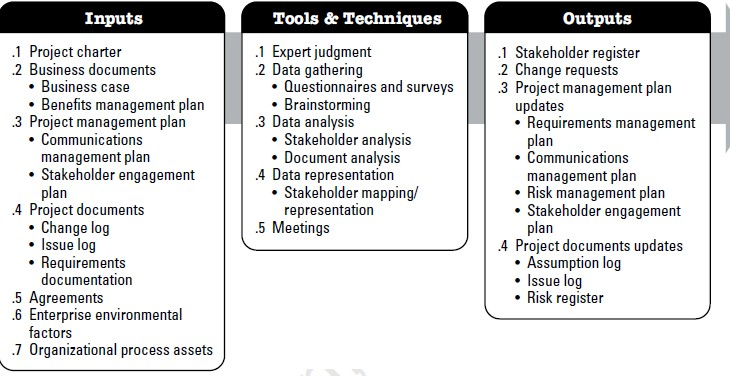 Inputs
.1 Project charter
.2 Business documents
• Business case
• Benefits management plan
.3 Project management plan
• Communications
management plan
• Stakeholder engagement
plan
.4 Project documents
• Change log
• Issue log
• Requirements
documentation
.5 Agreements
.6 Enterprise environmental
factors
.7 Organizational process assets
Tools & Techniques
.1 Expert judgment
.2 Data gathering
• Questionnaires and surveys
• Brainstorming
.3 Data analysis
• Stakeholder analysis
• Document analysis
.4 Data representation
• Stakeholder mapping/
representation
.5 Meetings
Outputs
.1 Stakeholder register
.2 Change requests
.3 Project management plan
updates
• Requirements management
plan
• Communications
management plan
• Risk management plan
• Stakeholder engagement
plan
.4 Project documents updates
• Assumption log
• Issue log
• Risk register